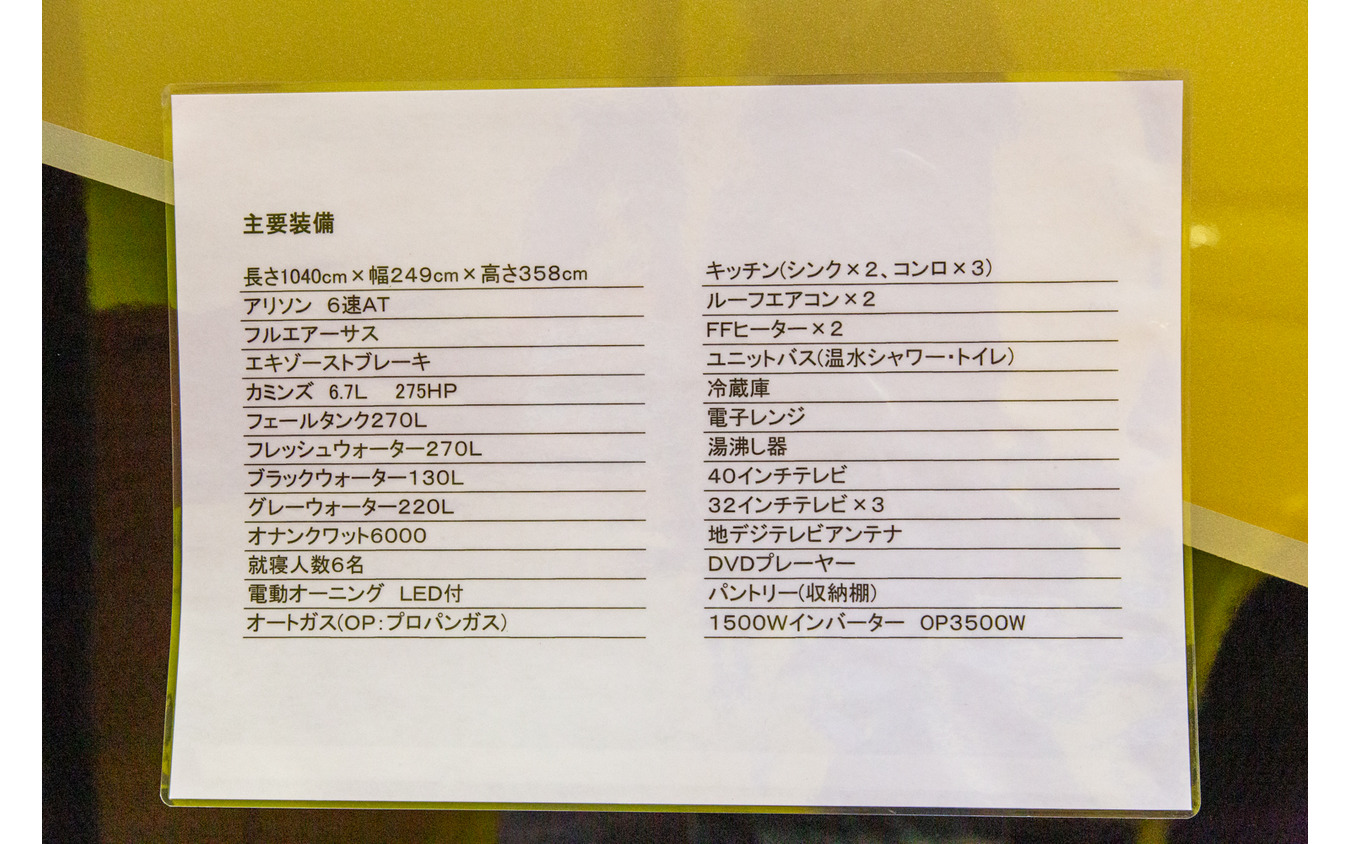 主要装備
長さ1040cm×幅249cm×高さ358cm
アリソン　6速AT
フルエアーサス
エキゾーストブレーキ
カミンズ　6.7L　275HP
フェールタンク270L
フレッシュウォーター270L
ブラックウォーター130L
グレーウォーター220L
オナンクワット6000
就寝人数6名
電動オーニング　LED付
オートガス(OP:プロパンガス)
キッチン(シンク×2、コンロ×3)
ルーフエアコン×2
FFヒーター×2
ユニットバス(温水シャワー・トイレ)
冷蔵庫
電子レンジ
湯沸し器
40インチテレビ
32インチテレビ×3
地デジテレビアンテナ
DVDプレーヤー
パントリー(収納棚)
1500Wインバーター　OP3500W